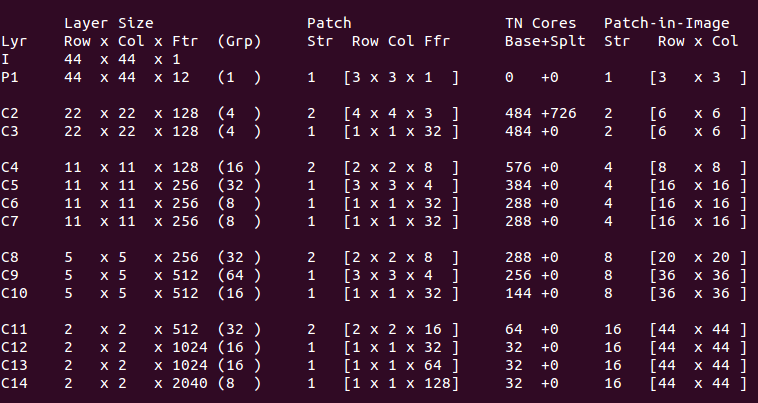 Layer Size Patch TN Cores Patch-in-Image
Lyr Row x Col x Ftr (Grp) Str Row Col Ffr Base+Splt Str Row x Col
I 44 x 44 x 1
P1 44 x 44 x 12 (1 ) 1 [3 x 3 x 1 ] 0 +0 1 [3 x 3 ]
C2 22 x 22 x 128 (4 ) 2 [4 x 4 x 3 ] 484 +726 2 [6 x 6 ]
C3 22 x 22 x 128 (4 ) 1 [1 x 1 x 32 ] 484 +0 2 [6 x 6 ]
C4 11 x 11 x 128 (16 ) 2 [2 x 2 x 8 ] 576 +0 4 [8 x 8 ]
C5 11 x 11 x 256 (32 ) 1 [3 x 3 x 4 ] 384 +0 4 [16 x 16 ]
C6 11 x 11 x 256 (8 ) 1 [1 x 1 x 32 ] 288 +0 4 [16 x 16 ]
C7 11 x 11 x 256 (8 ) 1 [1 x 1 x 32 ] 288 +0 4 [16 x 16 ]
C8 5 x 5 x 256 (32 ) 2 [2 x 2 x 8 ] 288 +0 8 [20 x 20 ]
C9 5 x 5 x 512 (64 ) 1 [3 x 3 x 4 ] 256 +0 8 [36 x 36 ]
C10 5 x 5 x 512 (16 ) 1 [1 x 1 x 32 ] 144 +0 8 [36 x 36 ]
C11 2 x 2 x 512 (32 ) 2 [2 x 2 x 16 ] 64 +0 16 [44 x 44 ]
C12 2 x 2 x 1024 (16 ) 1 [1 x 1 x 32 ] 32 +0 16 [44 x 44 ]
C13 2 x 2 x 1024 (16 ) 1 [1 x 1 x 64 ] 32 +0 16 [44 x 44 ]
C14 2 x 2 x 2040 (8 ) 1 [1 x 1 x 128] 32 +0 16 [44 x 44 ]